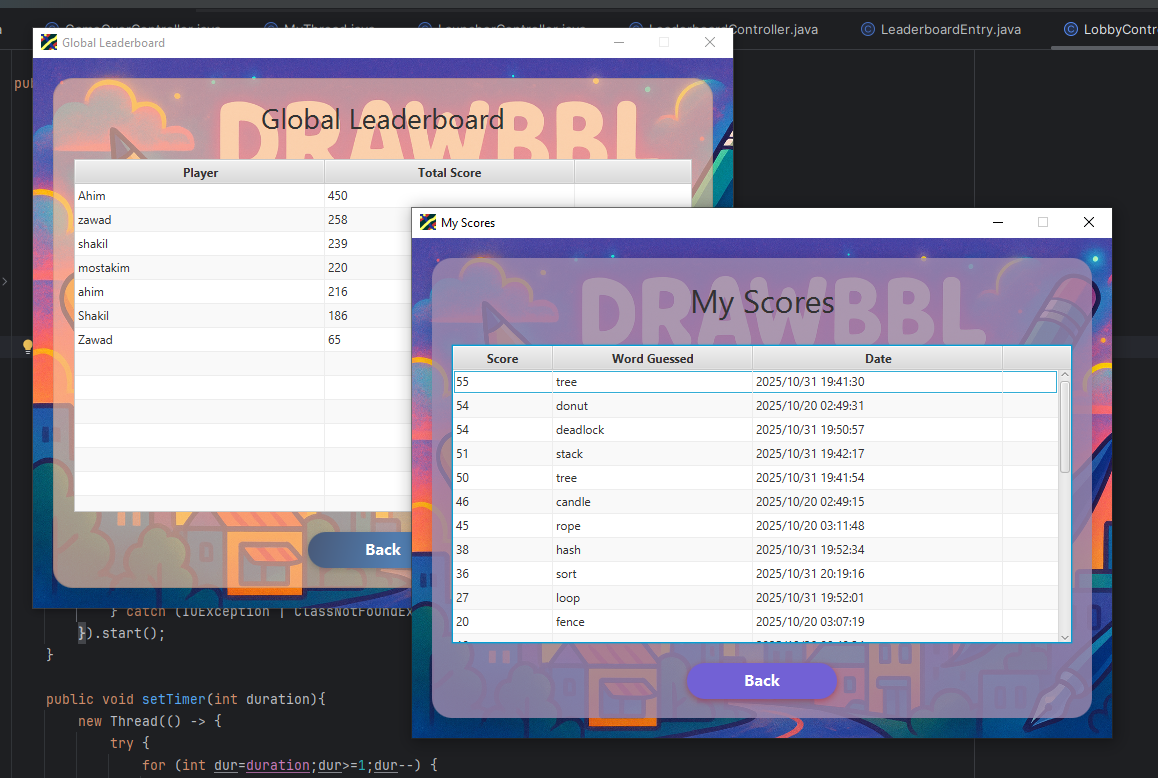 GameOverController.java
MyThread.java
LauncherController.java
LeaderboardController.java
LeaderboardEntry.java
LobbyContr
pub
Global Leaderboard
DRAWBBL
Global Leaderboard
Player Total Score
Ahim 450
zawad 258
shakil 239
mostakim 220
ahim 216
Shakil 186
Zawad 65
Back
My Scores
DRAWBBL
My Scores
Score Word Guessed Date
55 tree 2025/10/31 19:41:30
54 donut 2025/10/20 02:49:31
54 deadlock 2025/10/31 19:50:57
51 stack 2025/10/31 19:42:17
50 tree 2025/10/31 19:41:54
46 candle 2025/10/20 02:49:15
45 rope 2025/10/20 03:11:48
38 hash 2025/10/31 19:52:34
36 sort 2025/10/31 20:19:16
27 loop 2025/10/31 19:52:01
20 fence 2025/10/20 03:07:19
Back
} catch (IOException | ClassNotFoundEx
}).start();
}
public void setTimer(int duration){
new Thread(() -> {
try {
for (int dur=duration;dur>=1;dur--) {